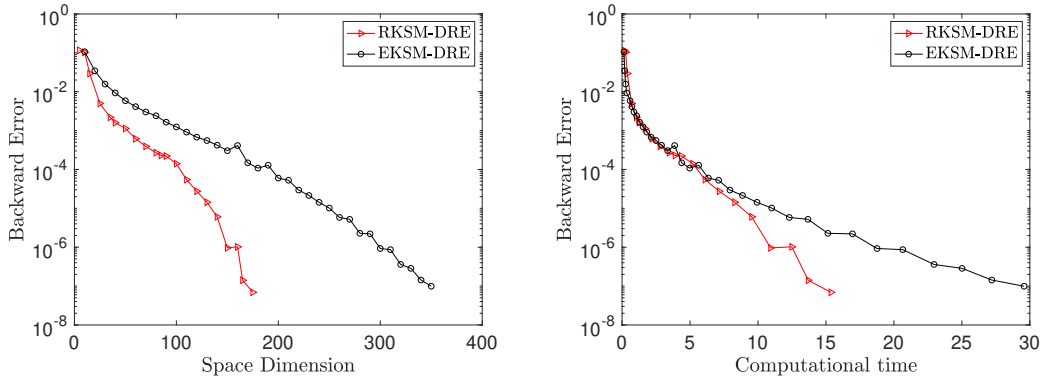 RKSM-DRE
EKSM-DRE
Backward Error
10^0
10^-2
10^-4
10^-6
10^-8
0 100 200 300 400
Space Dimension
RKSM-DRE
EKSM-DRE
Backward Error
10^0
10^-2
10^-4
10^-6
10^-8
0 5 10 15 20 25 30
Computational time